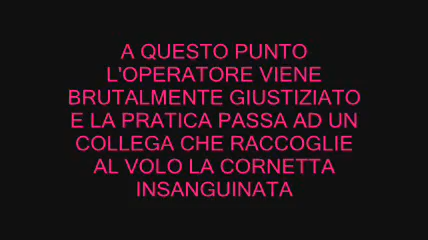 A QUESTO PUNTO
L'OPERATORE VIENE
BRUTALMENTE GIUSTIZIATO
E LA PRATICA PASSA AD UN
COLLEGA CHE RACCOGLIE
AL VOLO LA CORNETTA
INSANGUINATA